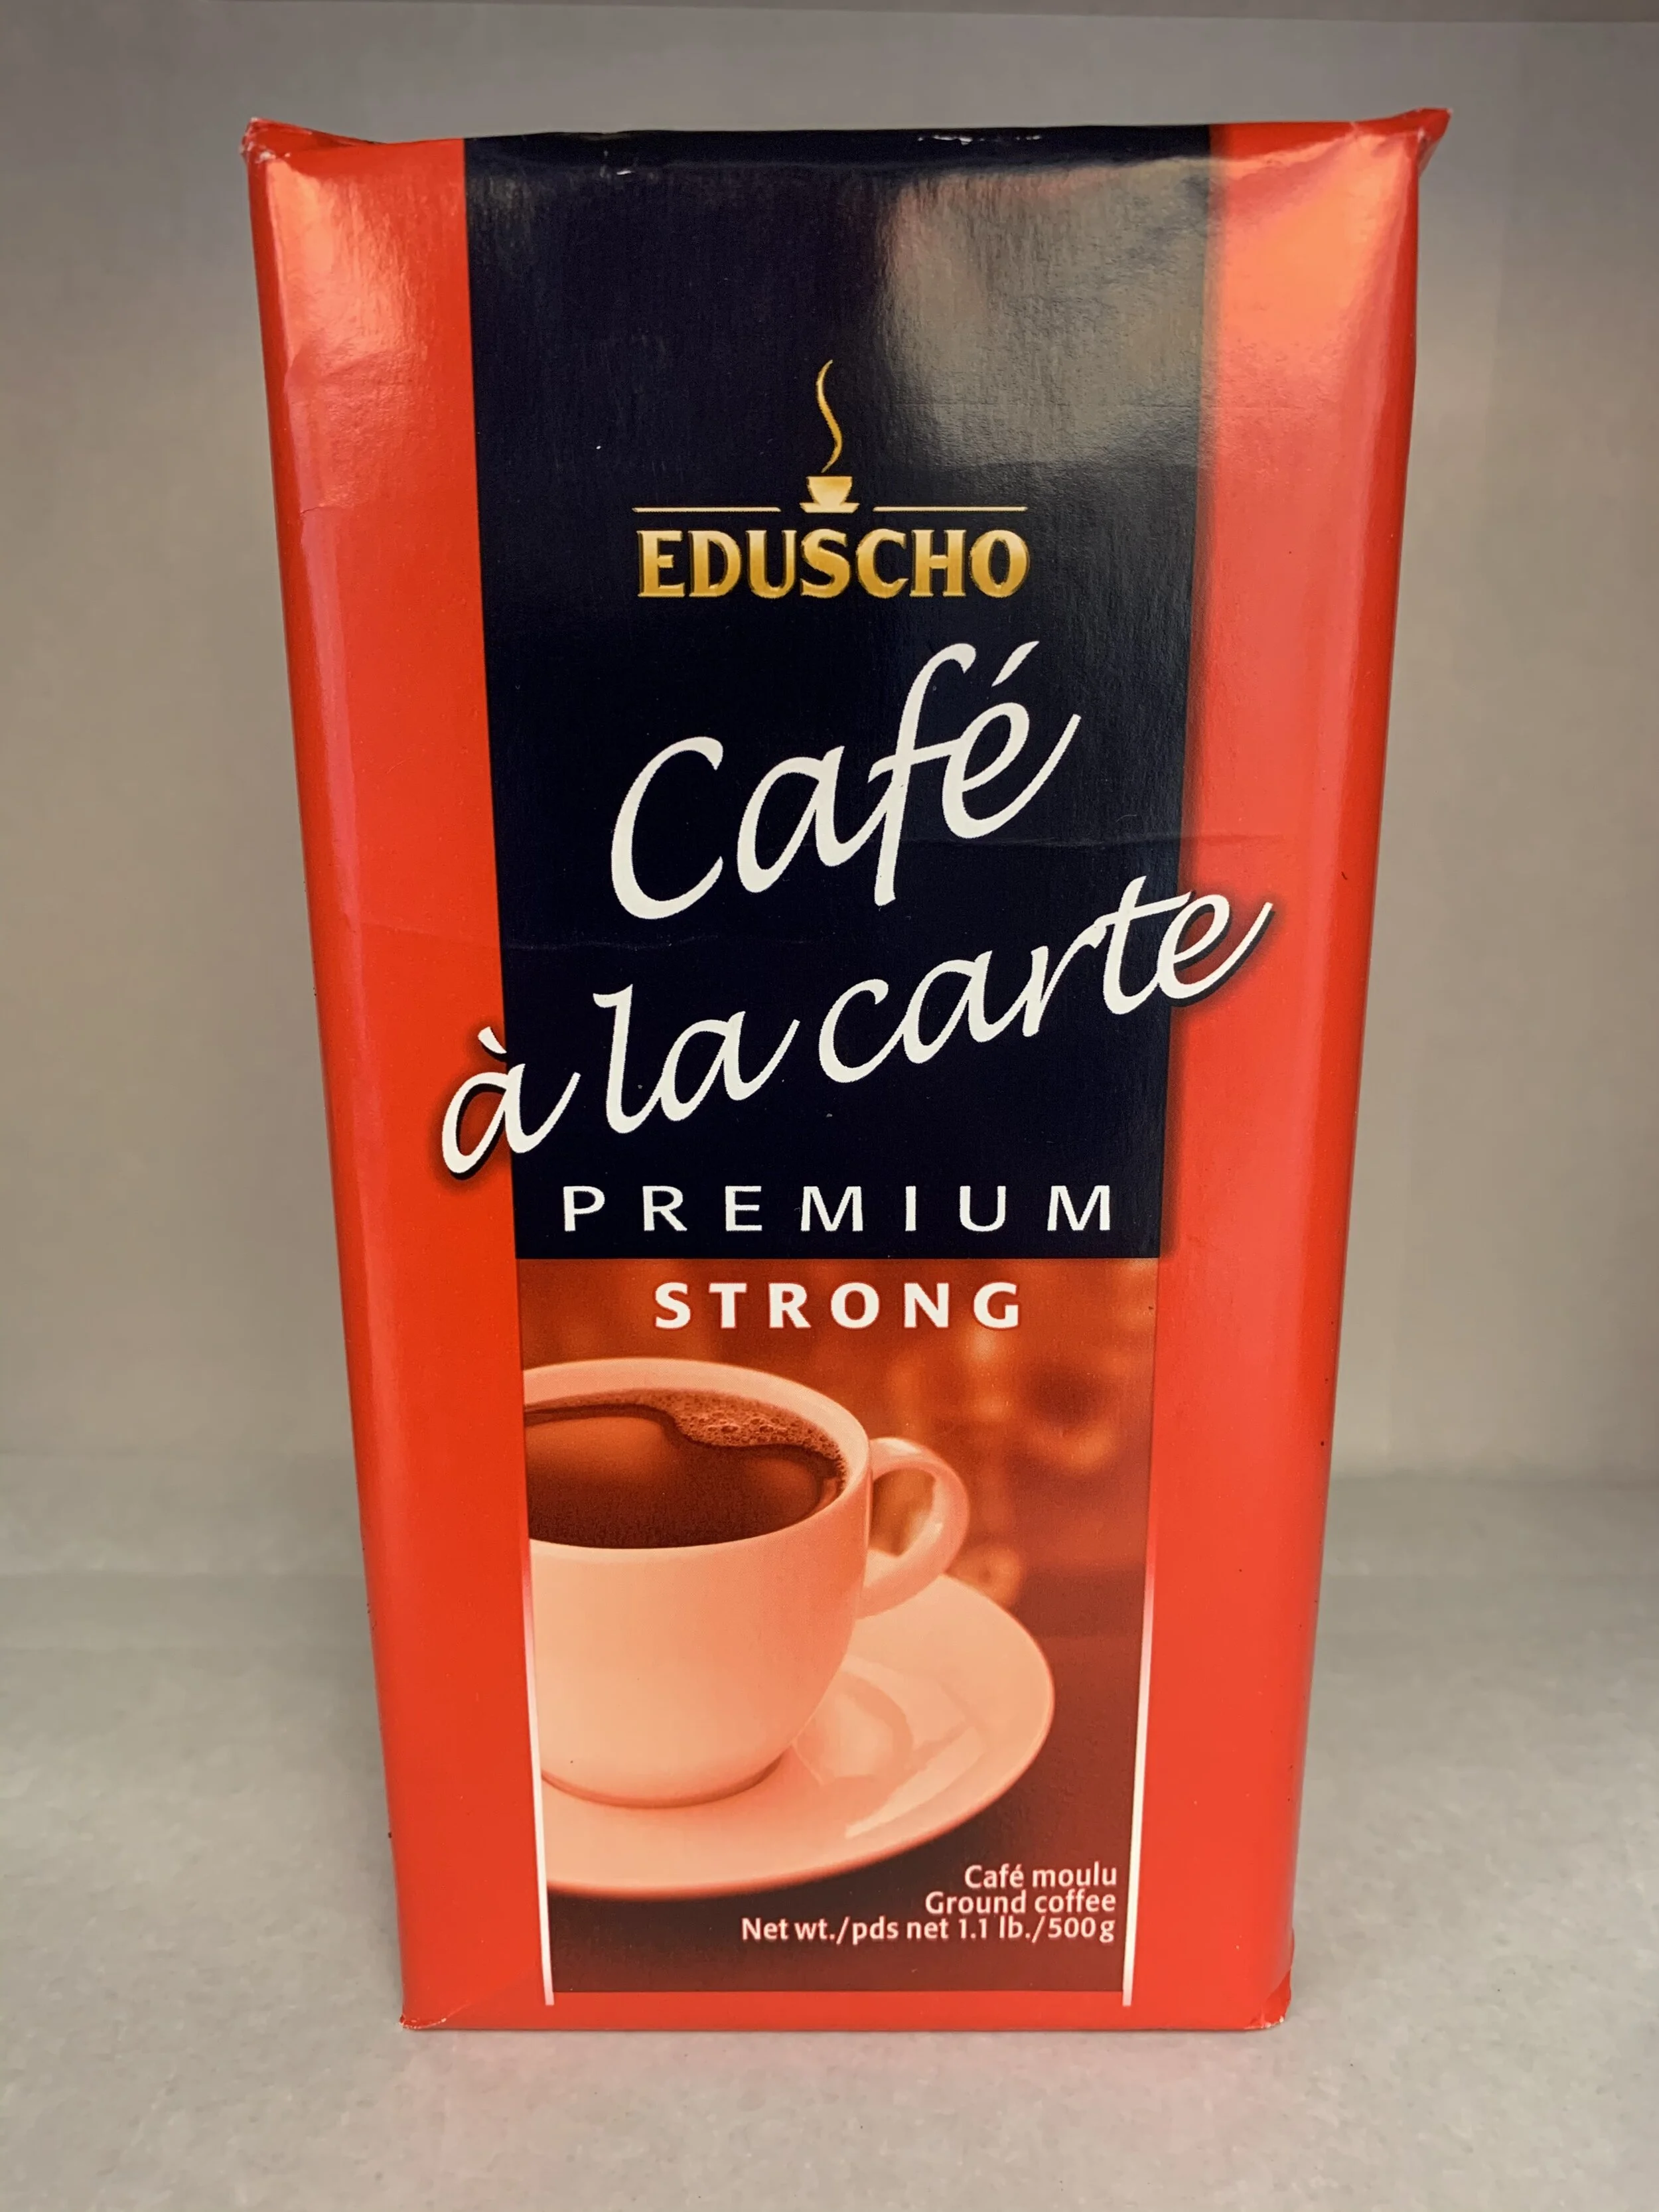 EDUSCHO
Café
à la carte
PREMIUM
STRONG
Café moulu
Ground coffee
Net wt./pds net 1.1 lb./500g